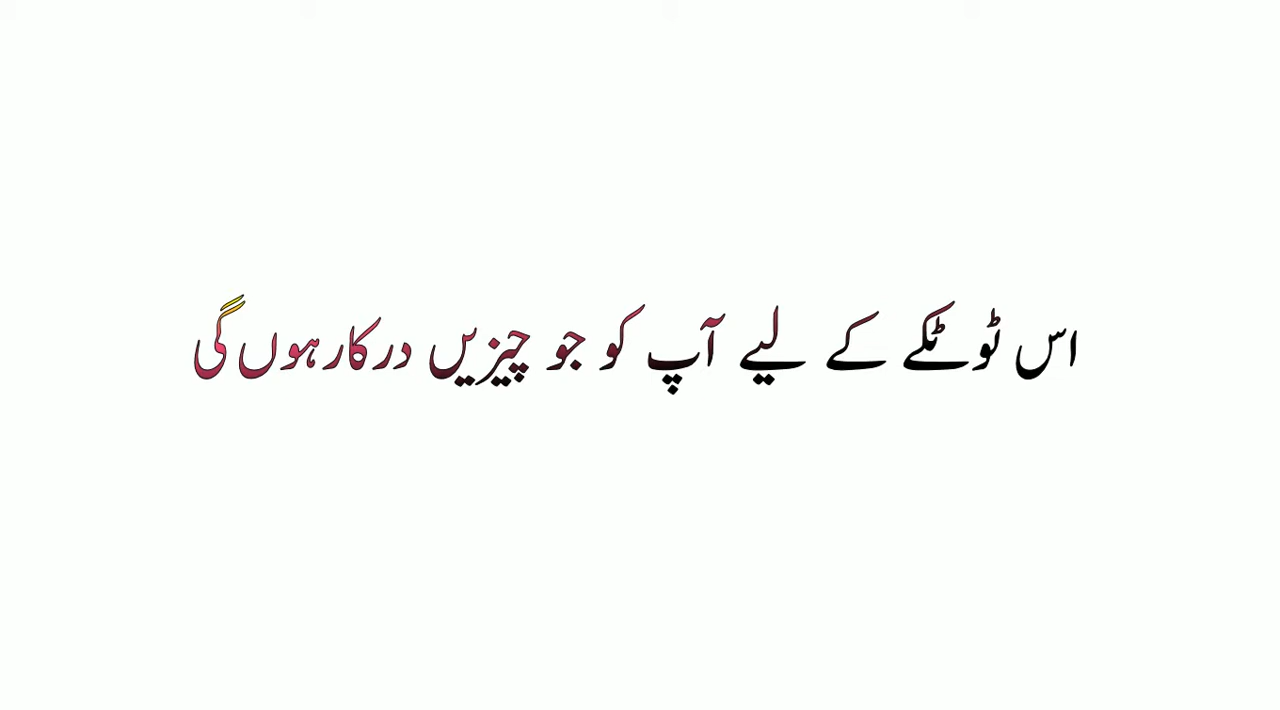 اس ٹوٹکے کے لیے آپ کو جو چیزیں درکار ہوں گی